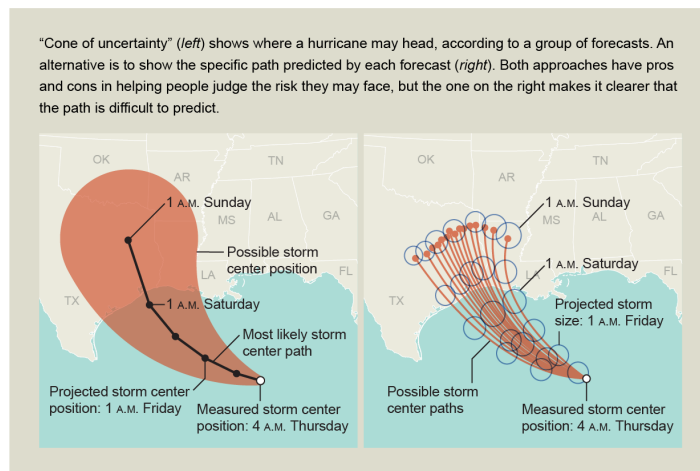 “Cone of uncertainty” (left) shows where a hurricane may head, according to a group of forecasts. An
alternative is to show the specific path predicted by each forecast (right). Both approaches have pros
and cons in helping people judge the risk they may face, but the one on the right makes it clearer that
the path is difficult to predict.
OK
TN
AR
1 A.M. Sunday
MS
AL
GA
Possible storm
center position
LA
FL
TX
1 A.M. Saturday
Most likely storm
center path
Projected storm center
position: 1 A.M. Friday
Measured storm center
position: 4 A.M. Thursday
OK
TN
AR
1 A.M. Sunday
MS
AL
GA
1 A.M. Saturday
LA
FL
TX
Projected storm
size: 1 A.M. Friday
Possible storm
center paths
Measured storm center
position: 4 A.M. Thursday